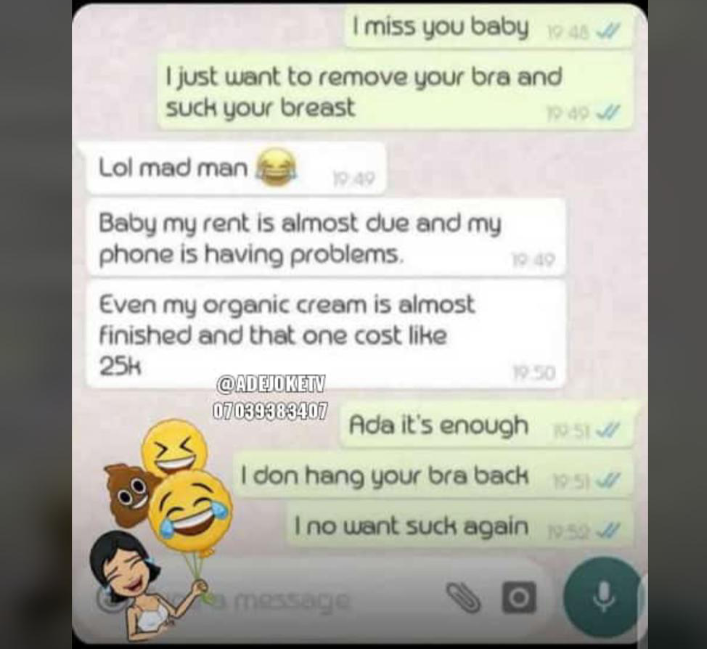 I miss you baby 19:48
I just want to remove your bra and
suck your breast 19:49
Lol mad man 😂 19:49
Baby my rent is almost due and my
phone is having problems. 19:49
Even my organic cream is almost
finished and that one cost like
25k 19:50
@ADEJOKETV
07039383407
Ada it's enough 19:51
I don hang your bra back 19:51
I no want suck again 19:52
a message